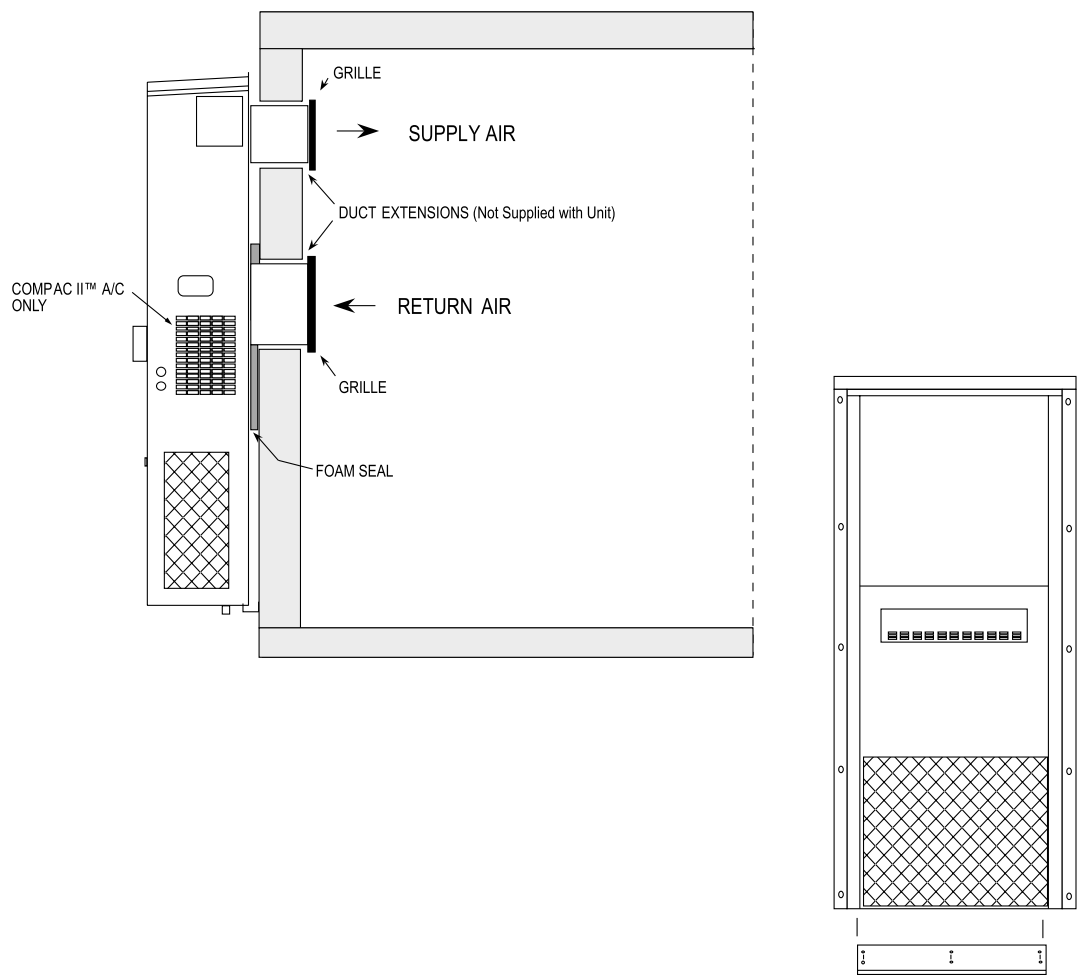 GRILLE
SUPPLY AIR
DUCT EXTENSIONS (Not Supplied with Unit)
COMPAC II™ A/C
ONLY
RETURN AIR
GRILLE
FOAM SEAL